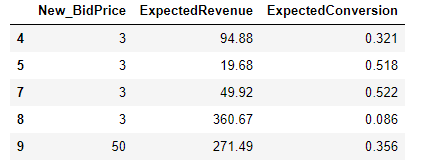 New_BidPrice ExpectedRevenue ExpectedConversion
4 3 94.88 0.321
5 3 19.68 0.518
7 3 49.92 0.522
8 3 360.67 0.086
9 50 271.49 0.356